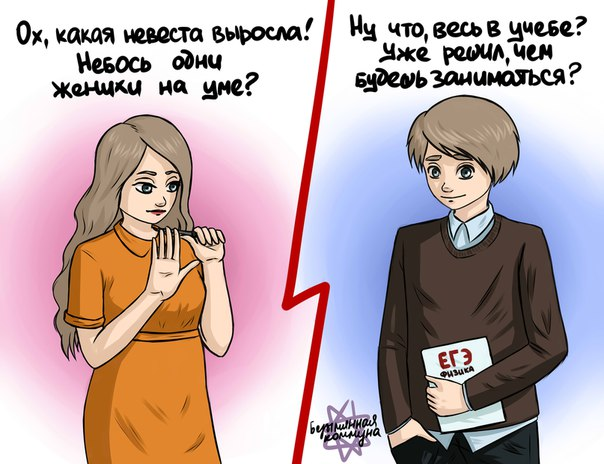 Ох, какая невеста выросла!
Небось одни
женихи на уме?
Ну что, весь в учебе?
Уже решил, чем
будешь заниматься?
ЕГЭ
физика
Безымянная
коммуна